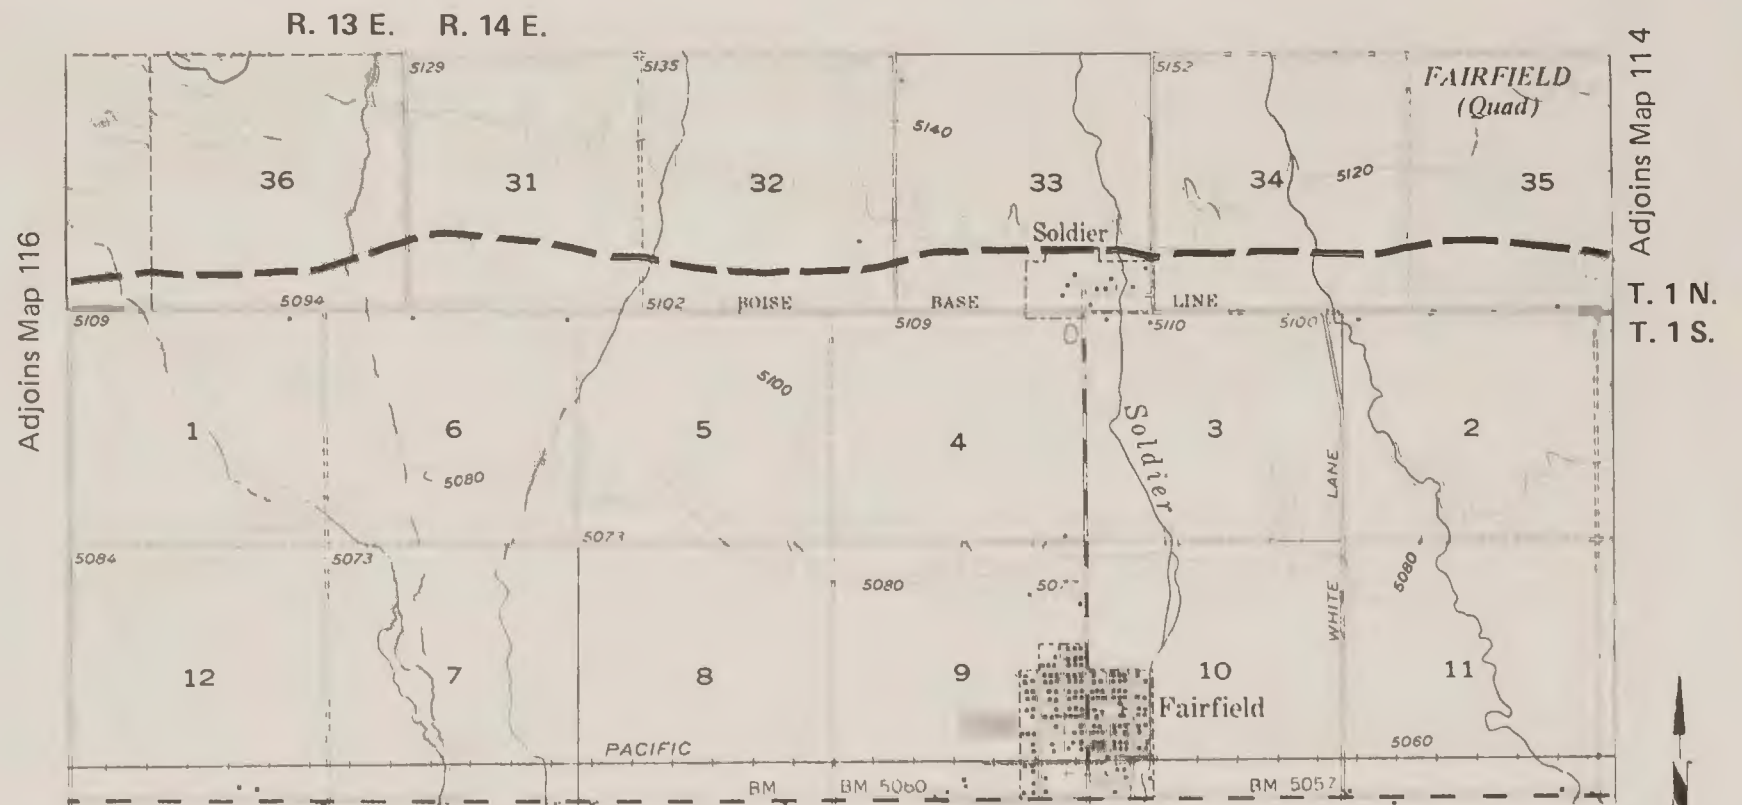 R. 13 E. R. 14 E.
Adjoins Map 114
FAIRFIELD
(Quad)
5129 5135 5152
5140
36 31 32 33 34 5120 35
Soldier
Adjoins Map 116
T. 1 N.
5094 5102 BOISE BASE LINE
5109 5109 5110 5100
T. 1 S.
5100
1 6 5 4 Soldier 3 2
5080
WHITE LANE
5084 5073 5073
5080 5080
12 7 8 9 10 11
Fairfield
PACIFIC 5060
BM BM 5060 BM 5057